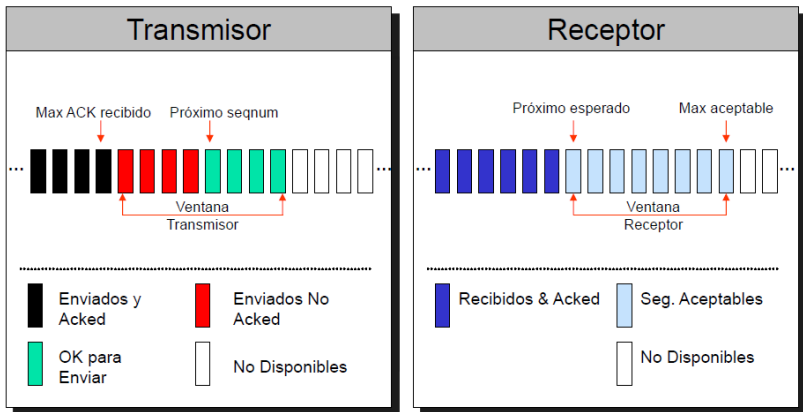 Transmisor
Max ACK recibido
Próximo seqnum
...
...
Ventana
Transmisor
Enviados y
Acked
Enviados No
Acked
OK para
Enviar
No Disponibles
Receptor
Próximo esperado
Max aceptable
...
...
Ventana
Receptor
Recibidos & Acked
Seg. Aceptables
No Disponibles